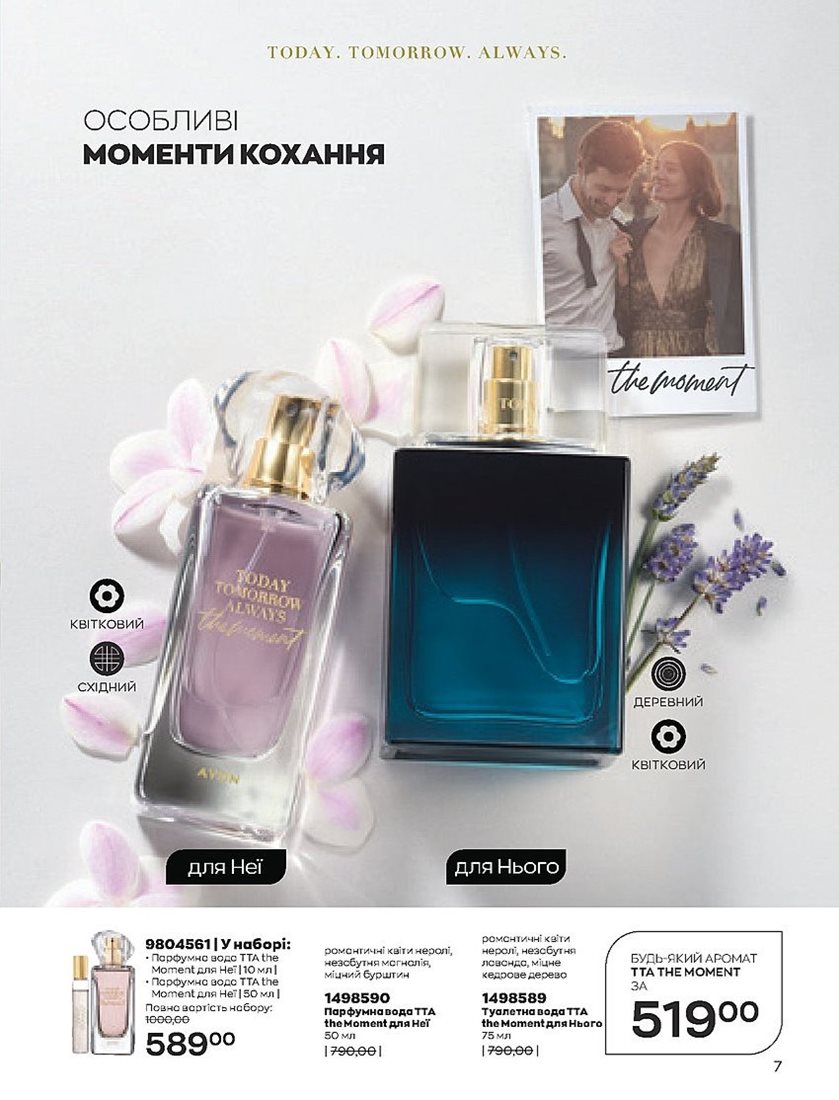 TODAY. TOMORROW. ALWAYS.
ОСОБЛИВІ
МОМЕНТИ КОХАННЯ
the moment
TODAY
TOMORROW
ALWAYS
the moment
AVON
КВІТКОВИЙ
СХІДНИЙ
ДЕРЕВНИЙ
КВІТКОВИЙ
для Неї
для Нього
9804561 | У наборі:
• Парфумна вода TTA the
Moment для Неї | 10 мл |
• Парфумна вода TTA the
Moment для Неї | 50 мл |
Повна вартість набору:
1000,00
589⁰⁰
романтичні квіти неролі,
незабутня магнолія,
міцний бурштин
1498590
Парфумна вода TTA
the Moment для Неї
50 мл
| 790,00 |
романтичні квіти
неролі, незабутня
лаванда, міцне
кедрове дерево
1498589
Туалетна вода TTA
the Moment для Нього
75 мл
| 790,00 |
БУДЬ-ЯКИЙ АРОМАТ
TTA THE MOMENT
ЗА
519⁰⁰
7